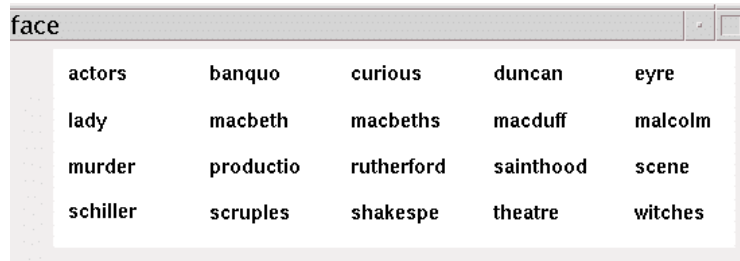 face
actors banquo curious duncan eyre
lady macbeth macbeths macduff malcolm
murder productio rutherford sainthood scene
schiller scruples shakespe theatre witches